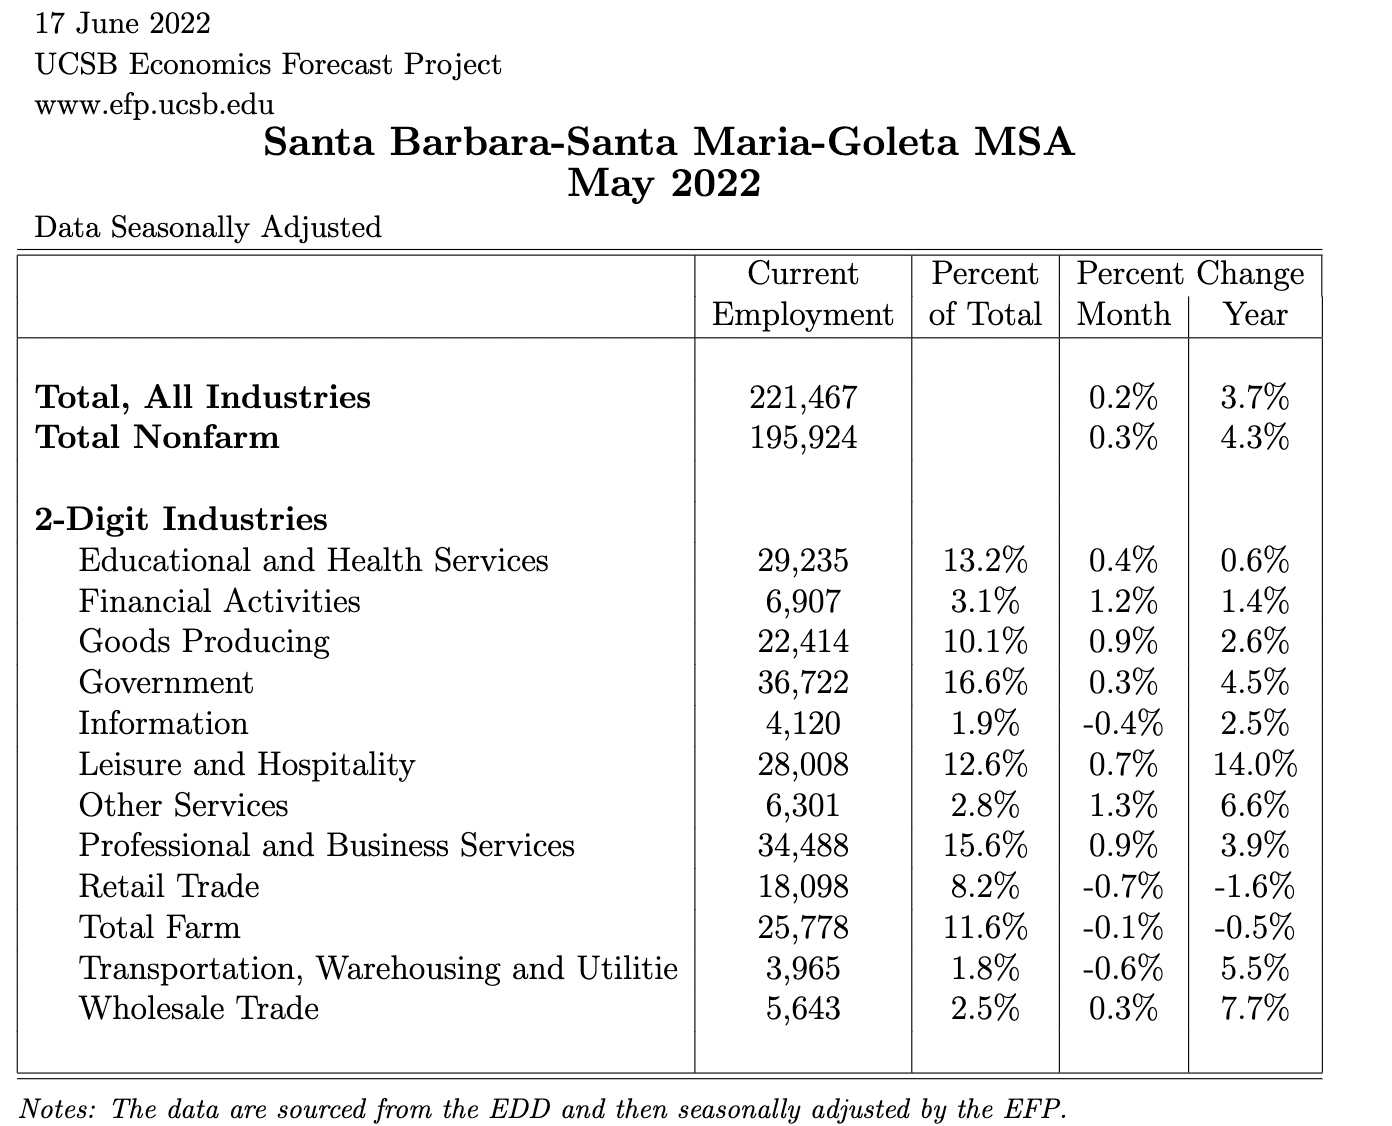 17 June 2022
UCSB Economics Forecast Project
www.efp.ucsb.edu
Santa Barbara-Santa Maria-Goleta MSA
May 2022
Data Seasonally Adjusted
Current Percent Percent Change
Employment of Total Month Year
Total, All Industries 221,467 0.2% 3.7%
Total Nonfarm 195,924 0.3% 4.3%
2-Digit Industries
Educational and Health Services 29,235 13.2% 0.4% 0.6%
Financial Activities 6,907 3.1% 1.2% 1.4%
Goods Producing 22,414 10.1% 0.9% 2.6%
Government 36,722 16.6% 0.3% 4.5%
Information 4,120 1.9% -0.4% 2.5%
Leisure and Hospitality 28,008 12.6% 0.7% 14.0%
Other Services 6,301 2.8% 1.3% 6.6%
Professional and Business Services 34,488 15.6% 0.9% 3.9%
Retail Trade 18,098 8.2% -0.7% -1.6%
Total Farm 25,778 11.6% -0.1% -0.5%
Transportation, Warehousing and Utilitie 3,965 1.8% -0.6% 5.5%
Wholesale Trade 5,643 2.5% 0.3% 7.7%
Notes: The data are sourced from the EDD and then seasonally adjusted by the EFP.